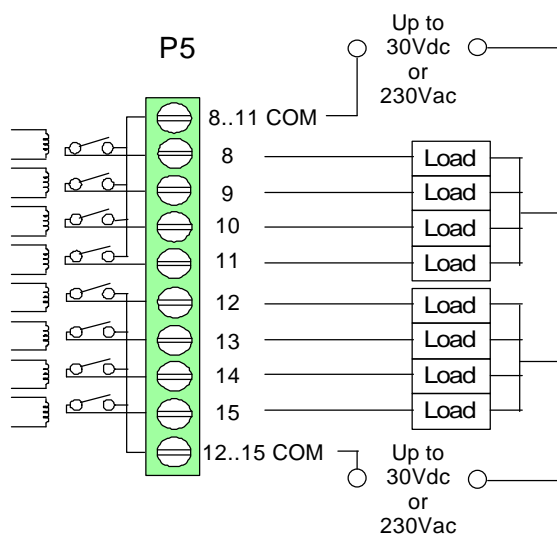 P5
Up to
30Vdc
or
230Vac
8..11 COM
8 Load
9 Load
10 Load
11 Load
12 Load
13 Load
14 Load
15 Load
12..15 COM
Up to
30Vdc
or
230Vac